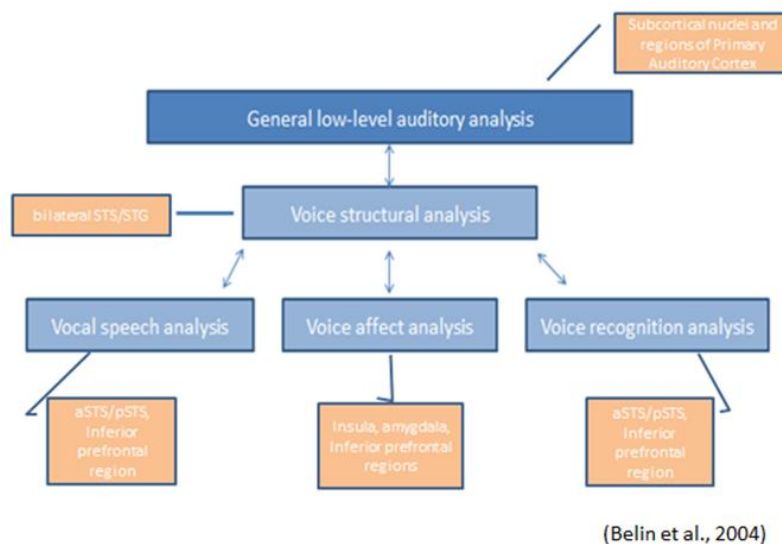 Subcortical nuclei and
regions of Primary
Auditory Cortex
General low-level auditory analysis
bilateral STS/STG
Voice structural analysis
Vocal speech analysis
Voice affect analysis
Voice recognition analysis
aSTS/pSTS,
Inferior
prefrontal
region
Insula, amygdala,
Inferior prefrontal
regions
aSTS/pSTS,
Inferior
prefrontal
region
(Belin et al., 2004)